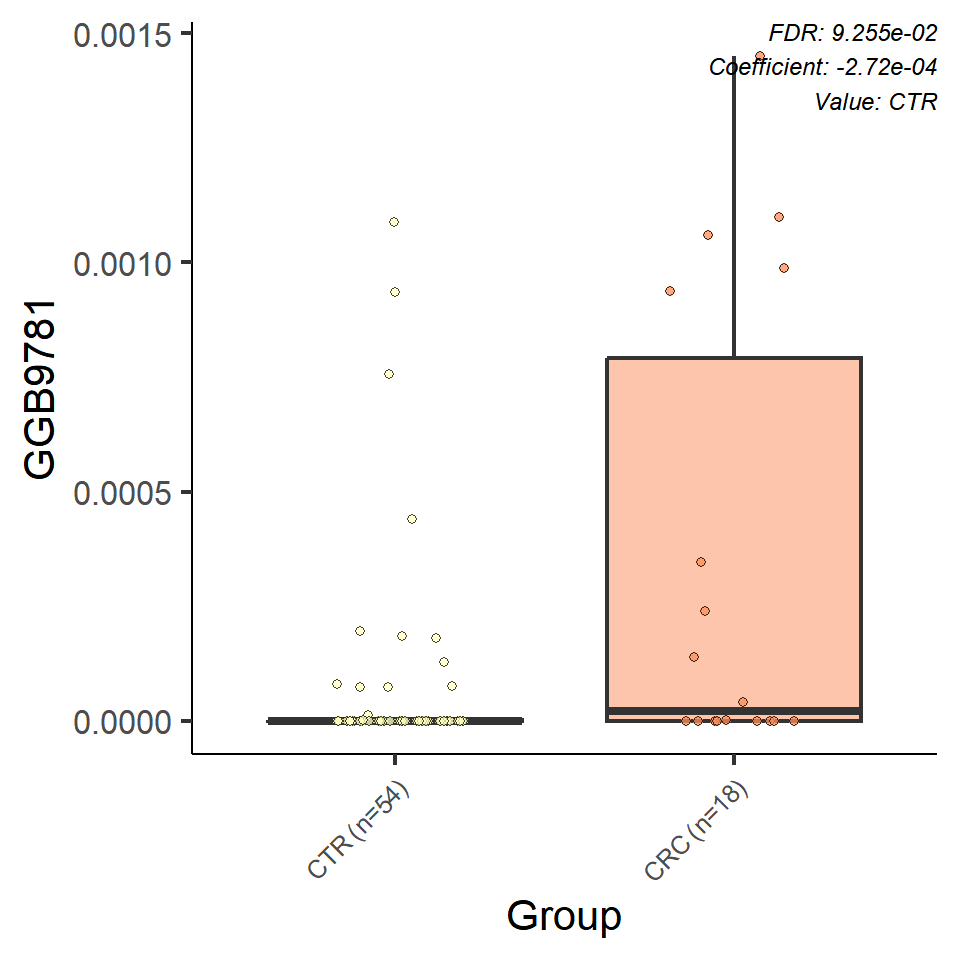 FDR: 9.255e-02
Coefficient: -2.72e-04
Value: CTR
0.0015
0.0010
0.0005
0.0000
GGB9781
CTR (n=54)
CRC (n=18)
Group